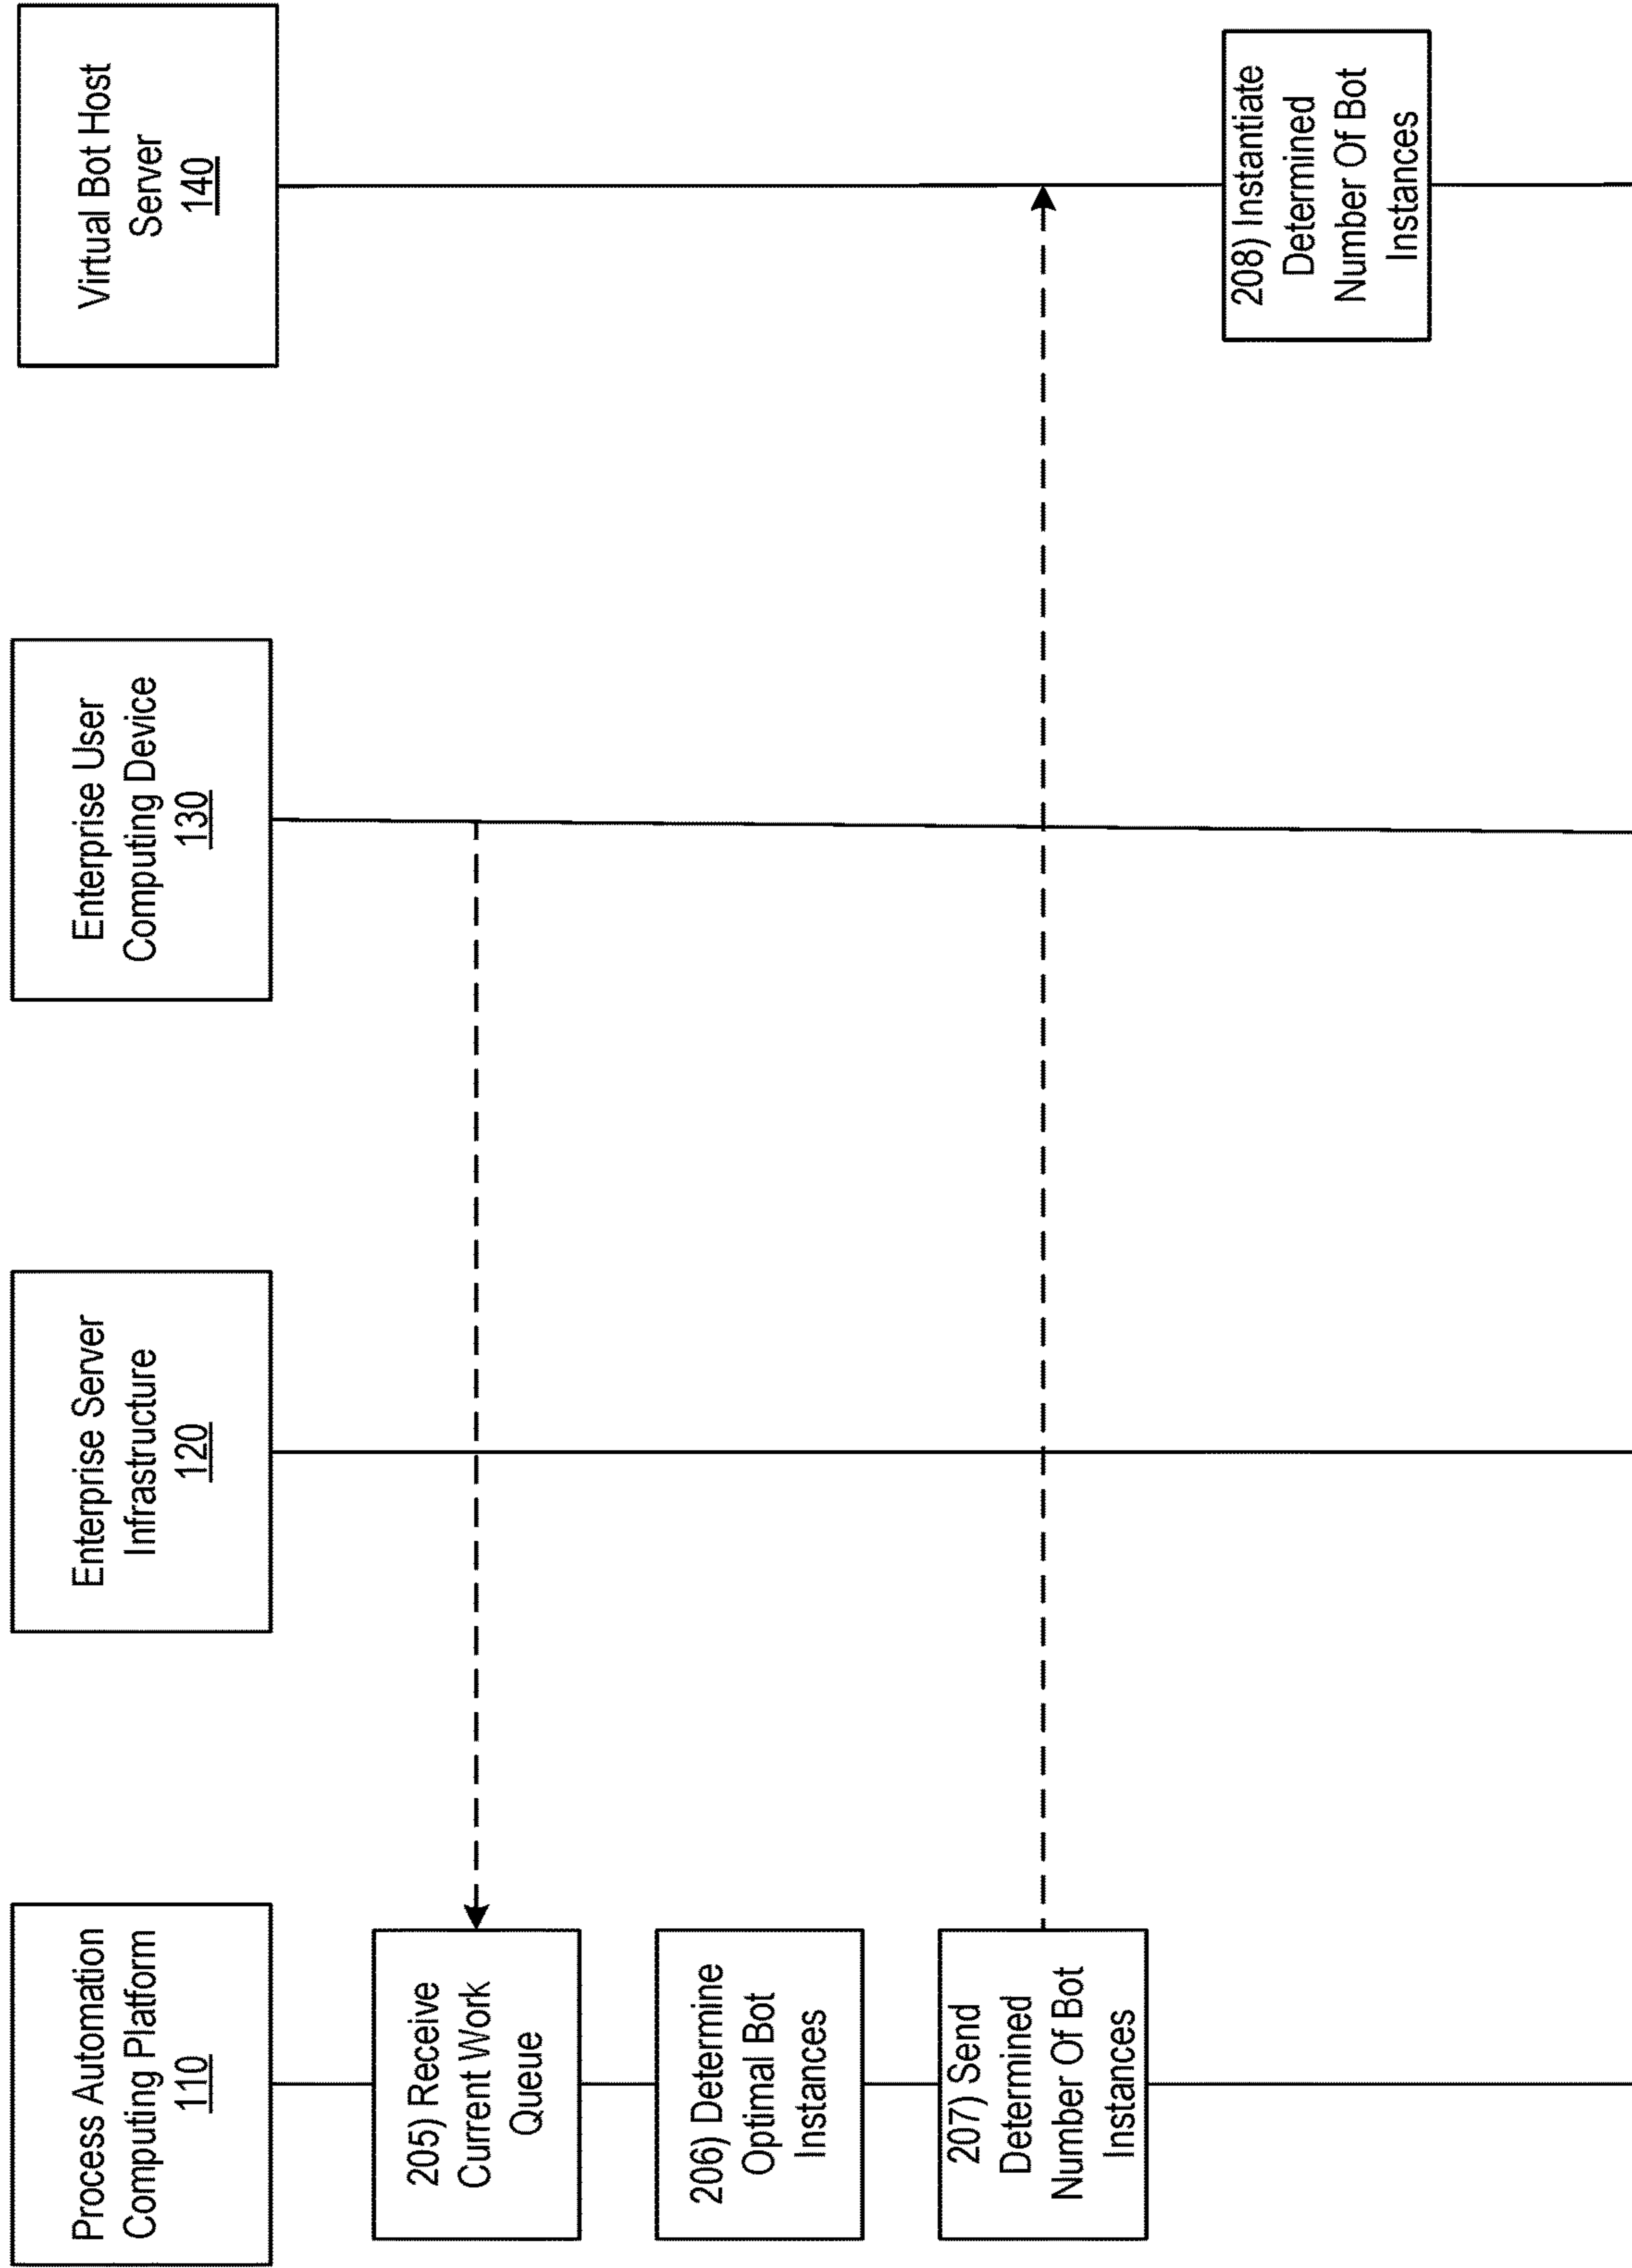 Process Automation
Computing Platform
110
Enterprise Server
Infrastructure
120
Enterprise User
Computing Device
130
Virtual Bot Host
Server
140
205) Receive
Current Work
Queue
206) Determine
Optimal Bot
Instances
207) Send
Determined
Number Of Bot
Instances
208) Instantiate
Determined
Number Of Bot
Instances